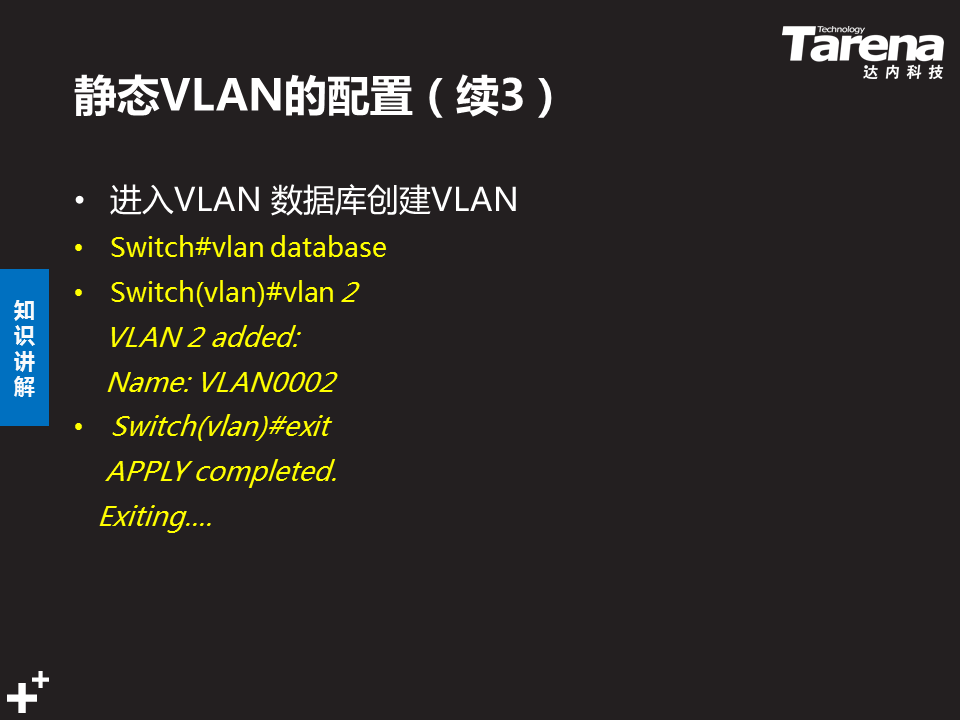 Technology
Tarena
达内科技
静态VLAN的配置（续3）
• 进入VLAN 数据库创建VLAN
• Switch#vlan database
• Switch(vlan)#vlan 2
VLAN 2 added:
Name: VLAN0002
• Switch(vlan)#exit
APPLY completed.
Exiting....
知识讲解